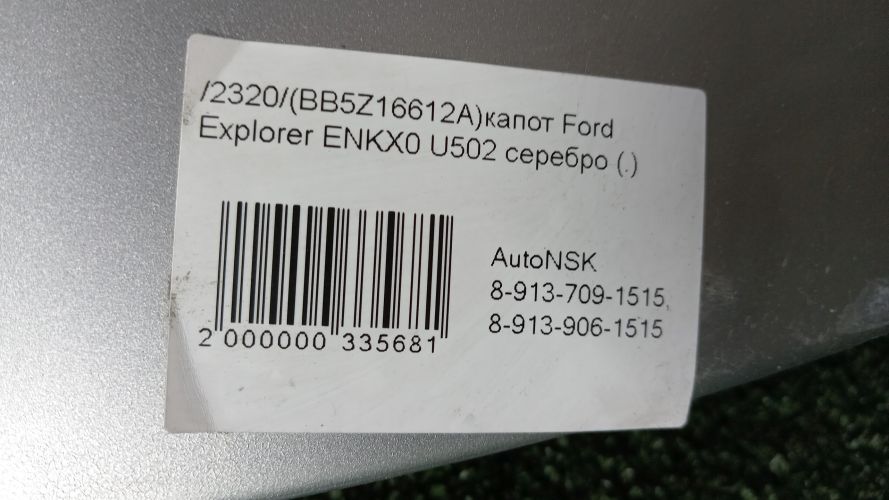 /2320/(BB5Z16612A)капот Ford
Explorer ENKX0 U502 серебро (.)
AutoNSK
8-913-709-1515,
8-913-906-1515
2 000000 335681